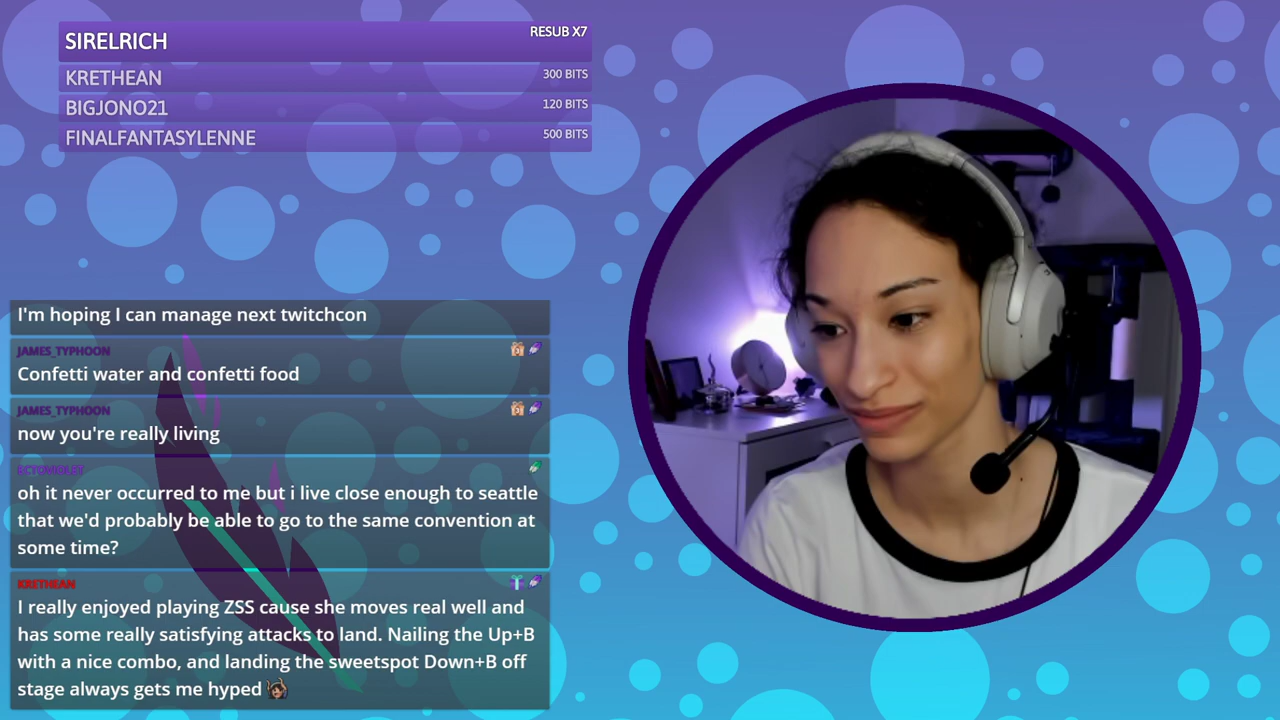 SIRELRICH RESUB X7
KRETHEAN 300 BITS
BIGJONO21 120 BITS
FINALFANTASYLENNE 500 BITS
I'm hoping I can manage next twitchcon
JAMES_TYPHOON
Confetti water and confetti food
JAMES_TYPHOON
now you're really living
ECTOVIOLET
oh it never occurred to me but i live close enough to seattle
that we'd probably be able to go to the same convention at
some time?
KRETHEAN
I really enjoyed playing ZSS cause she moves real well and
has some really satisfying attacks to land. Nailing the Up+B
with a nice combo, and landing the sweetspot Down+B off
stage always gets me hyped